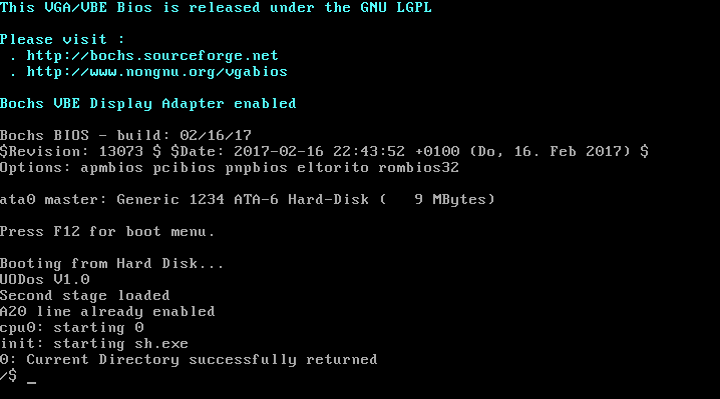 This VGA/VBE Bios is released under the GNU LGPL
Please visit :
. http://bochs.sourceforge.net
. http://www.nongnu.org/vgabios
Bochs VBE Display Adapter enabled
Bochs BIOS - build: 02/16/17
$Revision: 13073 $ $Date: 2017-02-16 22:43:52 +0100 (Do, 16. Feb 2017) $
Options: apmbios pcibios pnpbios eltorito rombios32
ata0 master: Generic 1234 ATA-6 Hard-Disk (   9 MBytes)
Press F12 for boot menu.
Booting from Hard Disk...
UODos V1.0
Second stage loaded
A20 line already enabled
cpu0: starting 0
init: starting sh.exe
0: Current Directory successfully returned
/$ _